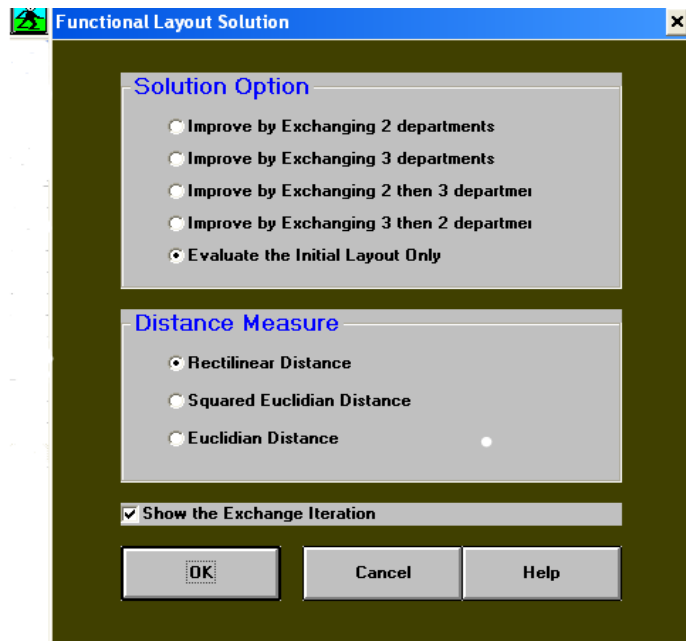 Functional Layout Solution
Solution Option
Improve by Exchanging 2 departments
Improve by Exchanging 3 departments
Improve by Exchanging 2 then 3 departmei
Improve by Exchanging 3 then 2 departmei
Evaluate the Initial Layout Only
Distance Measure
Rectilinear Distance
Squared Euclidian Distance
Euclidian Distance
Show the Exchange Iteration
OK Cancel Help